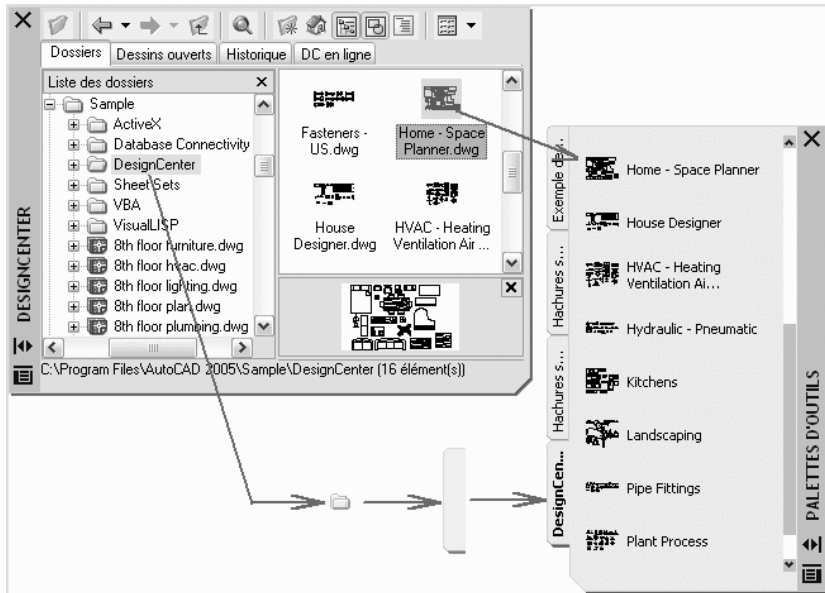 Dossiers
Dessins ouverts
Historique
DC en ligne
Liste des dossiers
Sample
ActiveX
Database Connectivity
DesignCenter
Sheet Sets
VBA
VisualLISP
8th floor furniture.dwg
8th floor hvac.dwg
8th floor lighting.dwg
8th floor plan.dwg
8th floor plumbing.dwg
Fasteners -
US.dwg
Home - Space
Planner.dwg
House
Designer.dwg
HVAC - Heating
Ventilation Air ...
C:\Program Files\AutoCAD 2005\Sample\DesignCenter (16 élément(s))
DESIGNCENTER
Exemple de ...
Hachures s...
Hachures s...
DesignCen...
Home - Space Planner
House Designer
HVAC - Heating
Ventilation Ai...
Hydraulic - Pneumatic
Kitchens
Landscaping
Pipe Fittings
Plant Process
PALETTES D'OUTILS